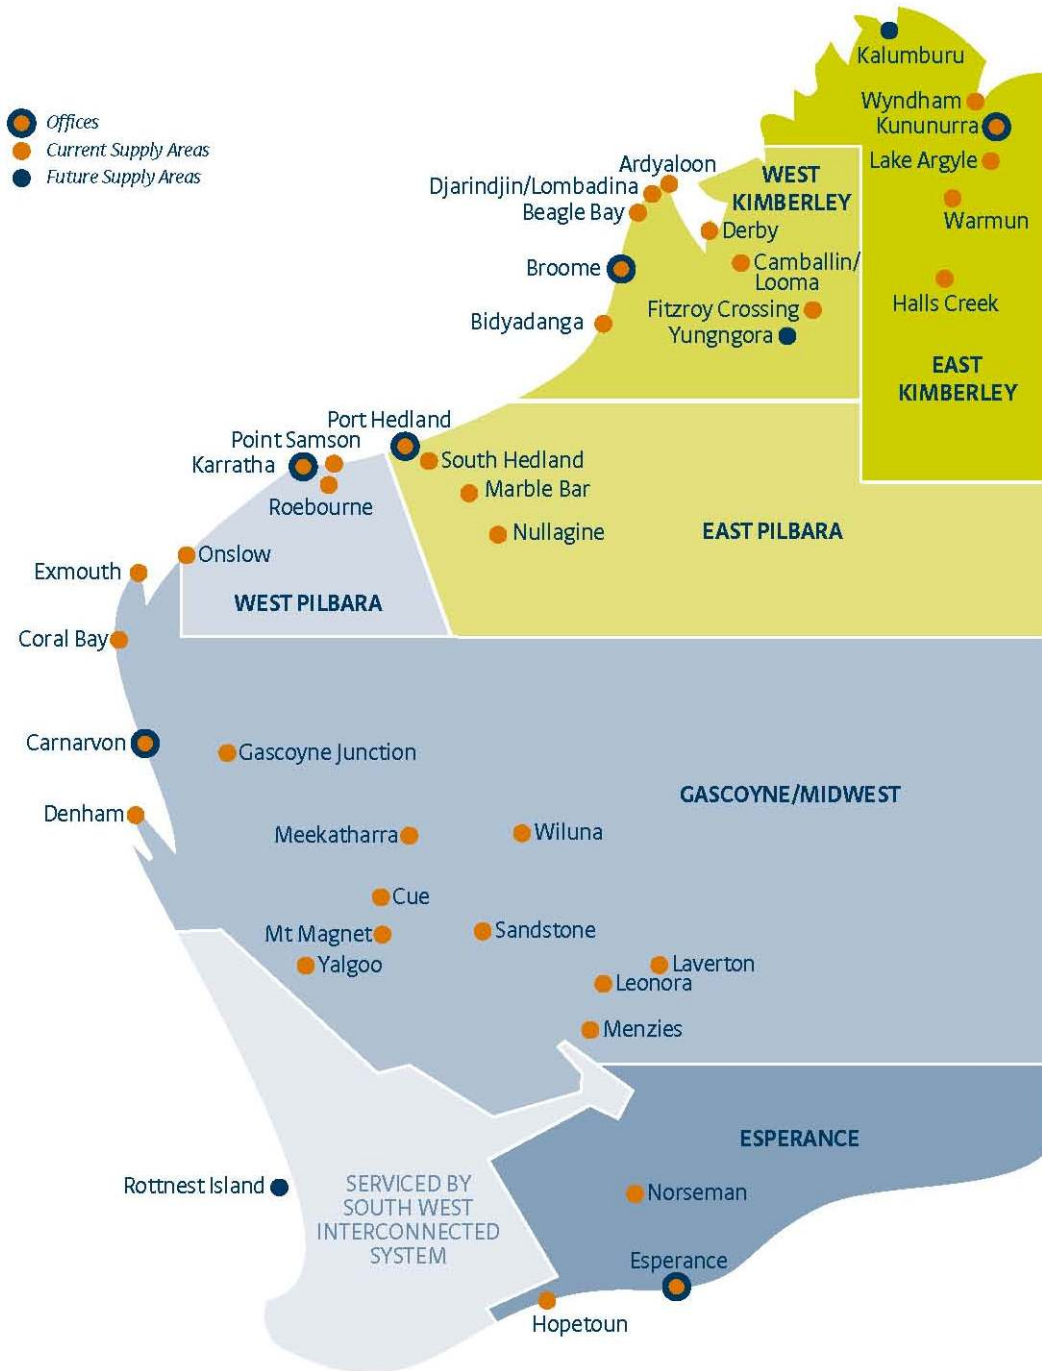 Kalumburu
Wyndham
Offices
Kununurra
Current Supply Areas
Ardyaloon
Lake Argyle
Future Supply Areas
WEST
KIMBERLEY
Djarindjin/Lombadina
Beagle Bay
Warmun
Derby
Broome
Camballin/
Looma
Halls Creek
Fitzroy Crossing
Bidyadanga
Yungngora
EAST
KIMBERLEY
Port Hedland
Point Samson
Karratha
South Hedland
Marble Bar
Roebourne
Nullagine
EAST PILBARA
Onslow
Exmouth
WEST PILBARA
Coral Bay
Carnarvon
Gascoyne Junction
GASCOYNE/MIDWEST
Denham
Meekatharra
Wiluna
Cue
Mt Magnet
Sandstone
Yalgoo
Laverton
Leonora
Menzies
ESPERANCE
Rottnest Island
SERVICED BY
SOUTH WEST
INTERCONNECTED
SYSTEM
Norseman
Esperance
Hopetoun